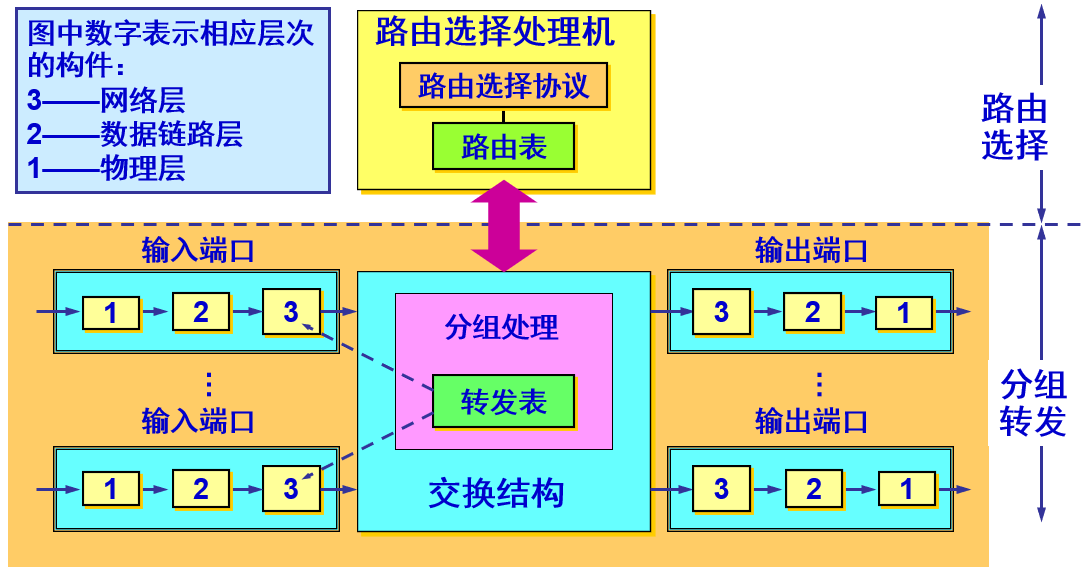 图中数字表示相应层次
的构件：
3——网络层
2——数据链路层
1——物理层
路由选择处理机
路由选择协议
路由表
路由
选择
输入端口
1
2
3
输出端口
3
2
1
分组处理
转发表
交换结构
⋮
输入端口
1
2
3
⋮
输出端口
3
2
1
分组
转发